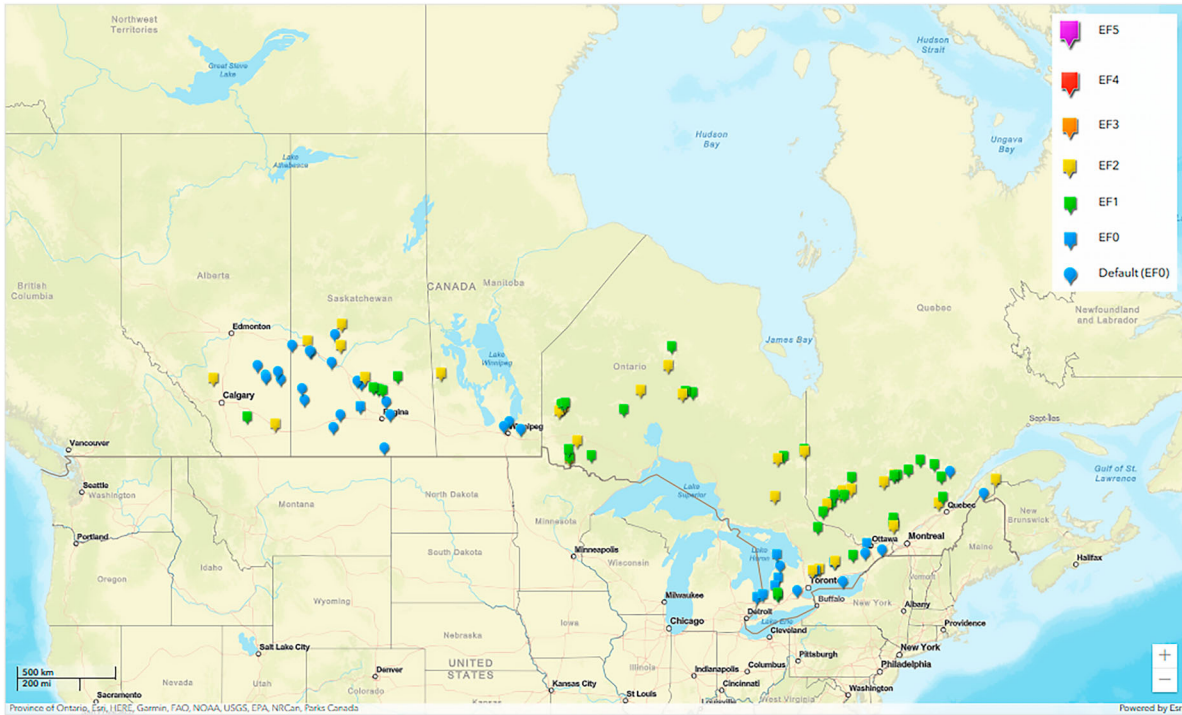 Northwest
Territories
Great Slave
Lake
Hudson
Strait
EF5
EF4
EF3
EF2
EF1
EF0
Default (EF0)
Hudson
Bay
Ungava
Bay
Lake
Athabasca
British
Columbia
Alberta
Saskatchewan
CANADA
Manitoba
Quebec
Newfoundland
and Labrador
Edmonton
Lake
Winnipeg
James Bay
Ontario
Calgary
Regina
Winnipeg
Sept-Îles
Vancouver
Seattle
Washington
Gulf of St.
Lawrence
Montana
North Dakota
Lake
Superior
Quebec
New
Brunswick
Portland
Minnesota
Ottawa
Montreal
Maine
Halifax
Oregon
Idaho
South Dakota
Minneapolis
Wisconsin
Lake
Huron
Toront
Vermont
Wyoming
Milwaukee
Buffalo
New York
Albany
Detroit
Lake Erie
Providence
Iowa
Chicago
Cleveland
Nebraska
Salt Lake City
New York
Pittsburgh
Philadelphia
500 km
200 mi
Nevada
Utah
Denver
Colorado
UNITED
STATES
Illinois
Indianapolis
Columbus
Cincinnati
Kansas City
St Louis
Washington
West Virginia
Sacramento
Kansas
Louisville
+
−
Province of Ontario, Esri, HERE, Garmin, FAO, NOAA, USGS, EPA, NRCan, Parks Canada
Powered by Esr